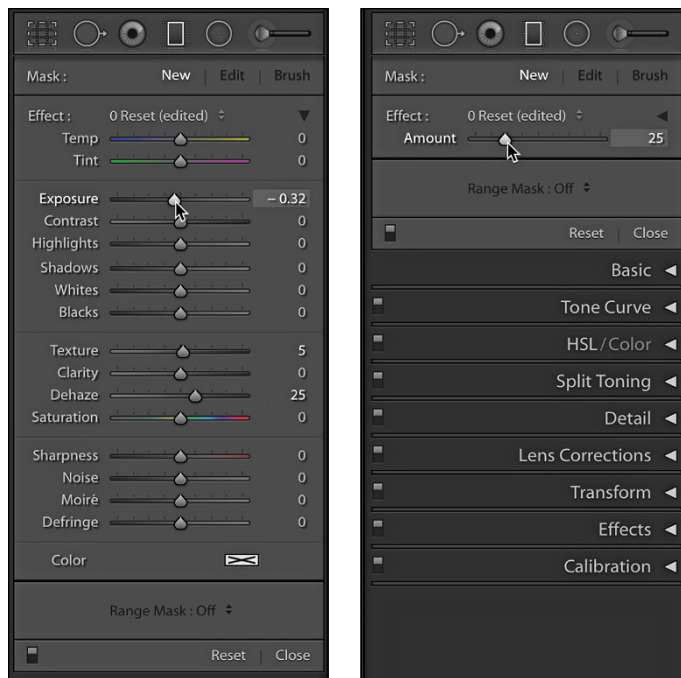 Mask : New | Edit | Brush
Effect : 0 Reset (edited)
Temp 0
Tint 0
Exposure – 0.32
Contrast 0
Highlights 0
Shadows 0
Whites 0
Blacks 0
Texture 5
Clarity 0
Dehaze 25
Saturation 0
Sharpness 0
Noise 0
Moiré 0
Defringe 0
Color
Range Mask : Off
Reset | Close
Mask : New | Edit | Brush
Effect : 0 Reset (edited)
Amount 25
Range Mask : Off
Reset | Close
Basic
Tone Curve
HSL / Color
Split Toning
Detail
Lens Corrections
Transform
Effects
Calibration